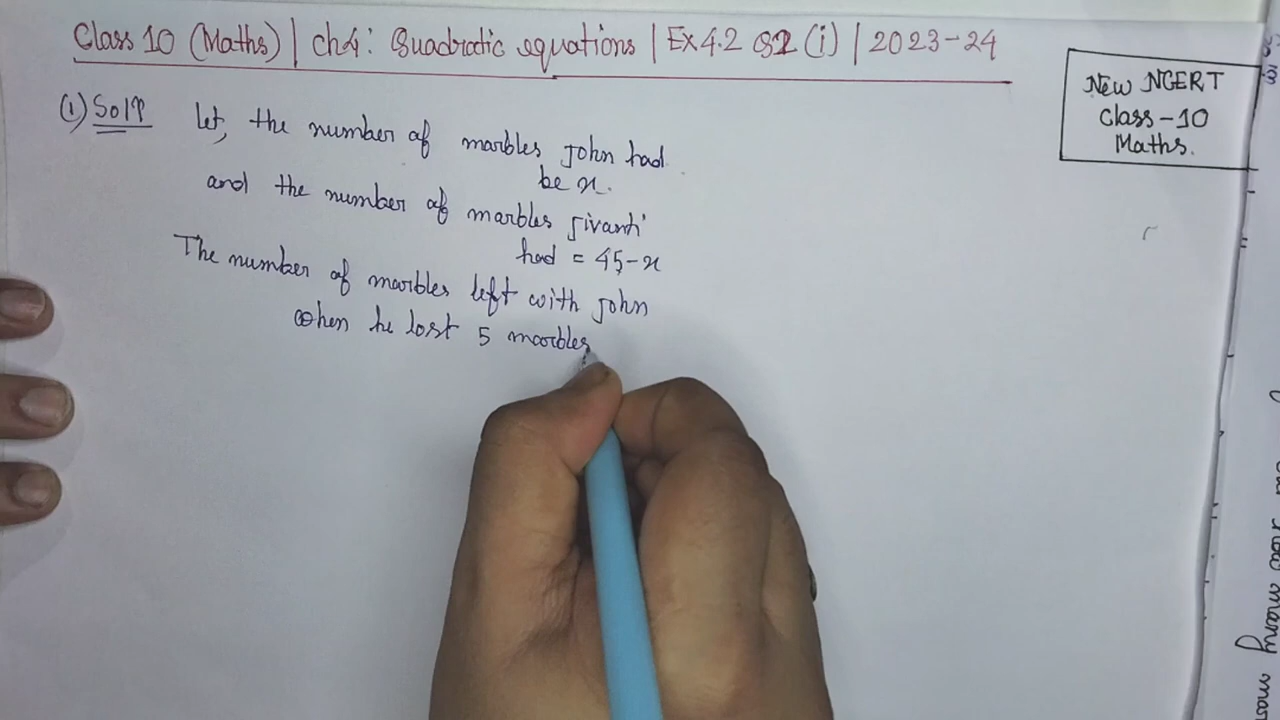 Class 10 (Maths) | ch4: Quadratic equations | Ex 4.2 Q2 (i) | 2023-24
New NCERT
Class-10
Maths.
(1) Solⁿ Let, the number of marbles John had
be x.
and the number of marbles Jivanti
had = 45-x
The number of marbles left with John
when he lost 5 marbles